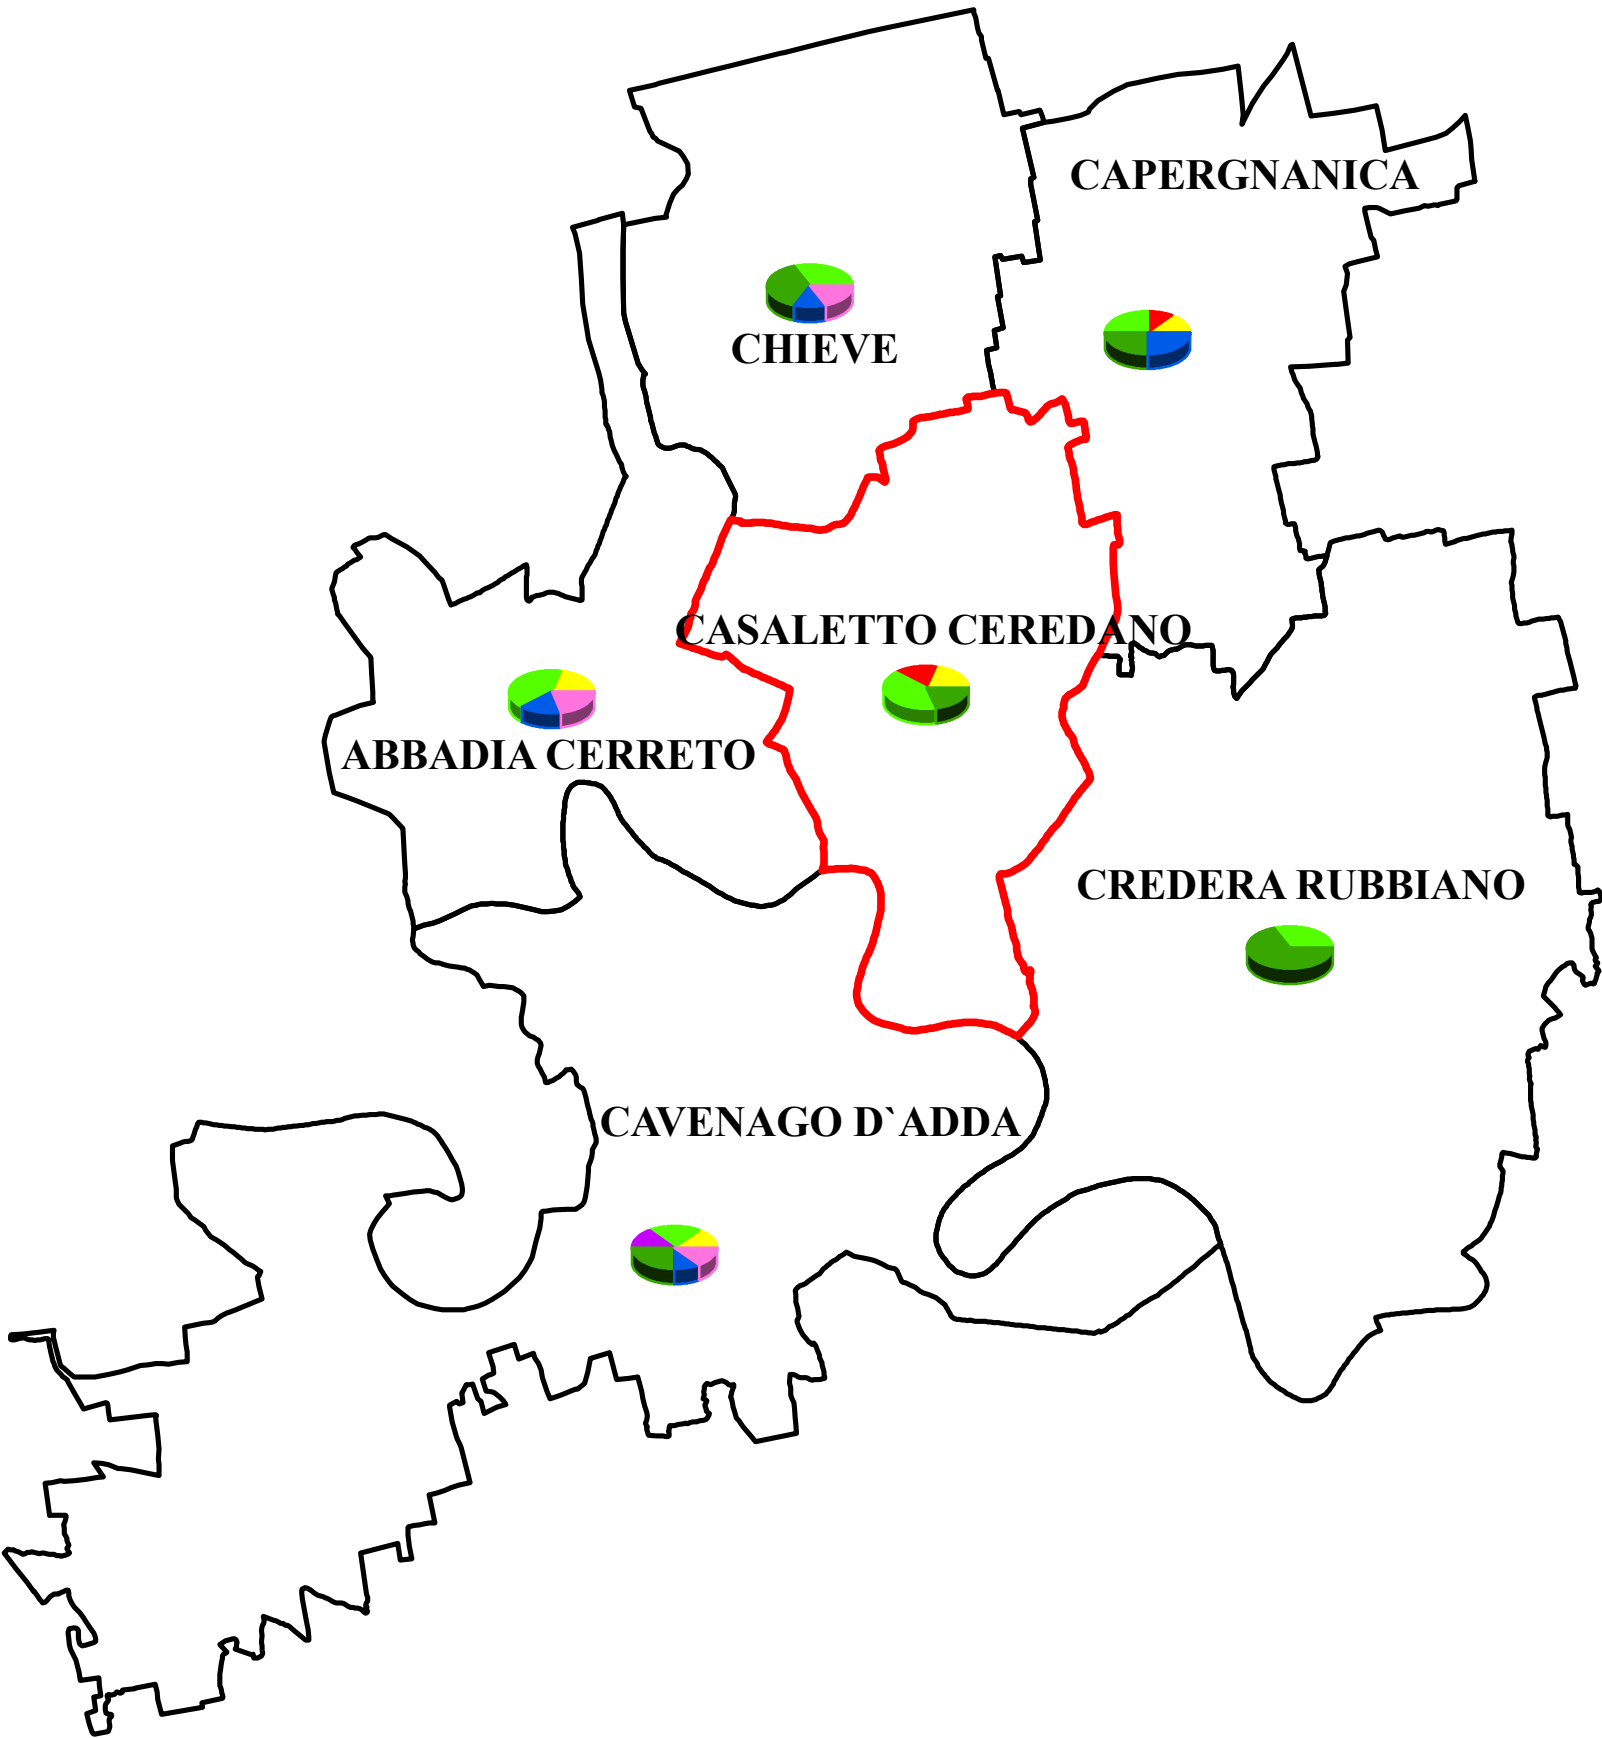 CAPERGNANICA
CHIEVE
CASALETTO CEREDANO
ABBADIA CERRETO
CREDERA RUBBIANO
CAVENAGO D`ADDA